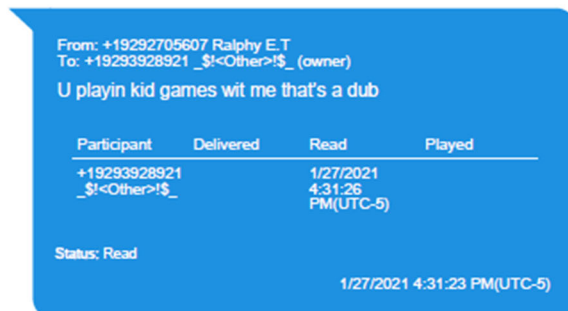 From: +19292705607 Ralphy E.T
To: +19293928921 _$!<Other>!$_ (owner)
U playin kid games wit me that's a dub
Participant Delivered Read Played
+19293928921 1/27/2021
_$!<Other>!$_ 4:31:26
PM(UTC-5)
Status: Read
1/27/2021 4:31:23 PM(UTC-5)